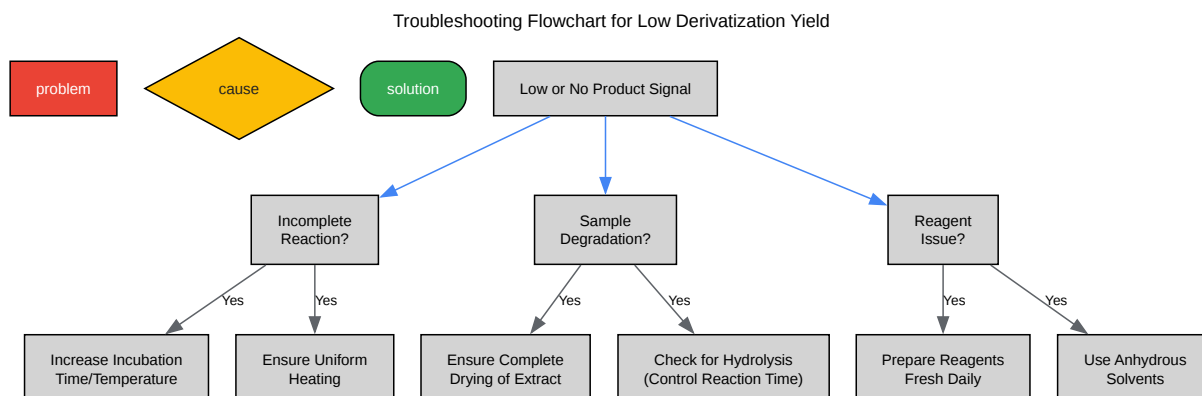 Troubleshooting Flowchart for Low Derivatization Yield
problem
cause
solution
Low or No Product Signal
Incomplete
Reaction?
Sample
Degradation?
Reagent
Issue?
Yes
Yes
Yes
Yes
Yes
Yes
Increase Incubation
Time/Temperature
Ensure Uniform
Heating
Ensure Complete
Drying of Extract
Check for Hydrolysis
(Control Reaction Time)
Prepare Reagents
Fresh Daily
Use Anhydrous
Solvents